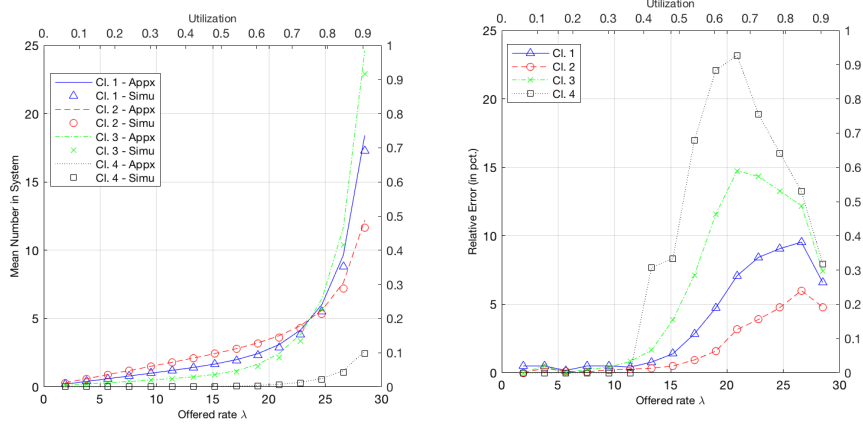 Utilization
0. 0.1 0.2 0.3 0.4 0.5 0.6 0.7 0.8 0.9
25 20 15 10 5 0
Mean Number in System
Cl. 1 - Appx
Cl. 1 - Simu
Cl. 2 - Appx
Cl. 2 - Simu
Cl. 3 - Appx
Cl. 3 - Simu
Cl. 4 - Appx
Cl. 4 - Simu
1 0.9 0.8 0.7 0.6 0.5 0.4 0.3 0.2 0.1 0
0 5 10 15 20 25 30
Offered rate λ
Utilization
0. 0.1 0.2 0.3 0.4 0.5 0.6 0.7 0.8 0.9
25 20 15 10 5 0
Relative Error (in pct.)
Cl. 1
Cl. 2
Cl. 3
Cl. 4
1 0.9 0.8 0.7 0.6 0.5 0.4 0.3 0.2 0.1 0
0 5 10 15 20 25 30
Offered rate λ